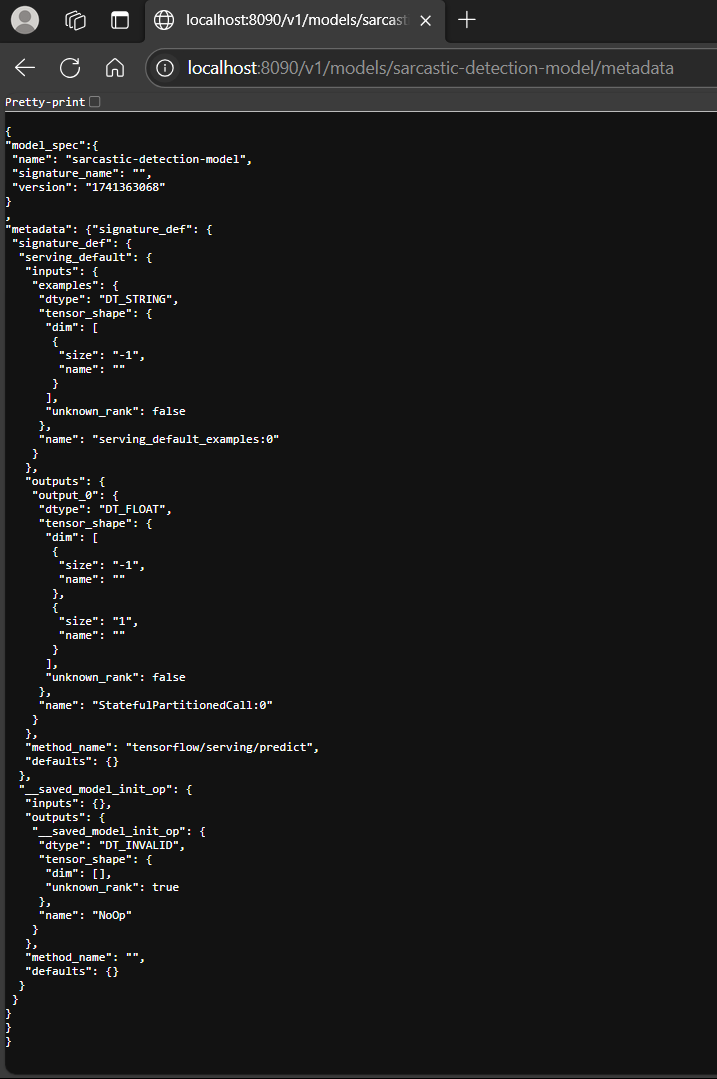 localhost:8090/v1/models/sarcast
localhost:8090/v1/models/sarcastic-detection-model/metadata
Pretty-print
{
"model_spec":{
 "name": "sarcastic-detection-model",
 "signature_name": "",
 "version": "1741363068"
}
,
"metadata": {"signature_def": {
 "signature_def": {
  "serving_default": {
   "inputs": {
    "examples": {
     "dtype": "DT_STRING",
     "tensor_shape": {
      "dim": [
       {
        "size": "-1",
        "name": ""
       }
      ],
      "unknown_rank": false
     },
     "name": "serving_default_examples:0"
    }
   },
   "outputs": {
    "output_0": {
     "dtype": "DT_FLOAT",
     "tensor_shape": {
      "dim": [
       {
        "size": "-1",
        "name": ""
       },
       {
        "size": "1",
        "name": ""
       }
      ],
      "unknown_rank": false
     },
     "name": "StatefulPartitionedCall:0"
    }
   },
   "method_name": "tensorflow/serving/predict",
   "defaults": {}
  },
  "__saved_model_init_op": {
   "inputs": {},
   "outputs": {
    "__saved_model_init_op": {
     "dtype": "DT_INVALID",
     "tensor_shape": {
      "dim": [],
      "unknown_rank": true
     },
     "name": "NoOp"
    }
   },
   "method_name": "",
   "defaults": {}
  }
 }
}
}
}